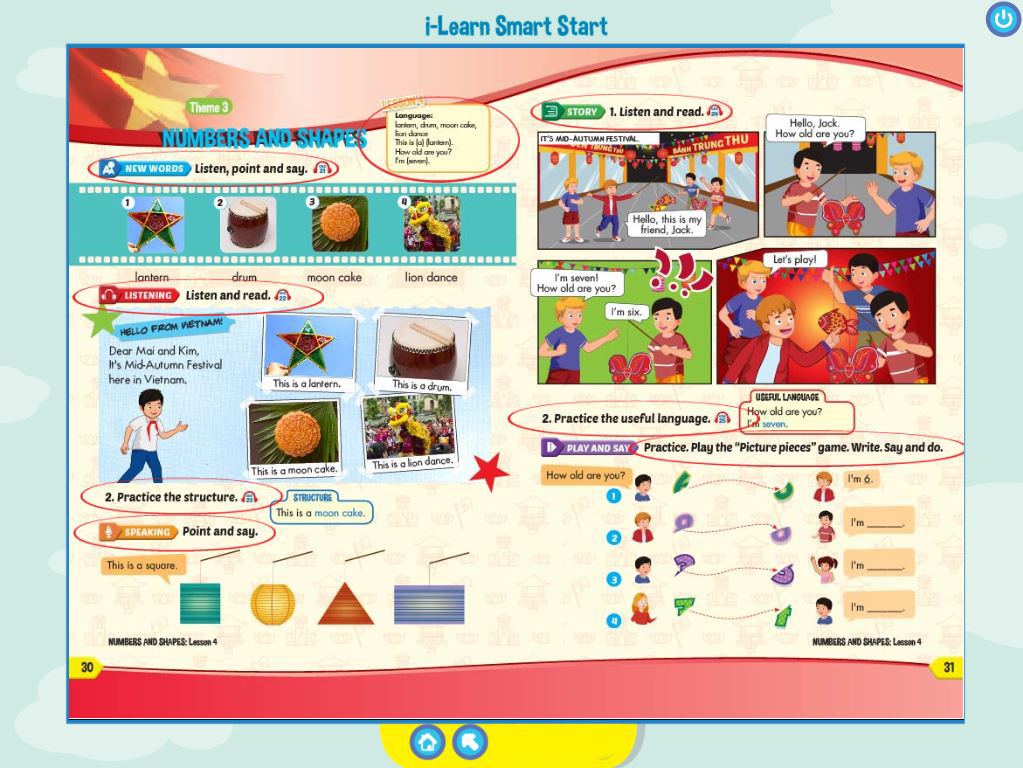 i-Learn Smart Start
Theme 3
LESSON 4
NUMBERS AND SHAPES
Language:
lantern, drum, moon cake,
lion dance
This is (a) (lantern).
How old are you?
I'm (seven).
NEW WORDS Listen, point and say.
1
2
3
4
lantern
drum
moon cake
lion dance
LISTENING Listen and read.
HELLO FROM VIETNAM!
Dear Mai and Kim,
It's Mid-Autumn Festival
here in Vietnam.
This is a lantern.
This is a drum.
This is a moon cake.
This is a lion dance.
2. Practice the structure.
STRUCTURE
This is a moon cake.
SPEAKING Point and say.
This is a square.
NUMBERS AND SHAPES: Lesson 4
30
STORY 1. Listen and read.
IT'S MID-AUTUMN FESTIVAL.
TRUNG THU
BÁNH TRUNG THU
Hello, this is my
friend, Jack.
Hello, Jack.
How old are you?
I'm seven!
How old are you?
I'm six.
Let's play!
2. Practice the useful language.
USEFUL LANGUAGE
How old are you?
I'm seven.
PLAY AND SAY Practice. Play the “Picture pieces” game. Write. Say and do.
How old are you?
1
I'm 6.
2
I'm ______.
3
I'm ______.
4
I'm ______.
NUMBERS AND SHAPES: Lesson 4
31